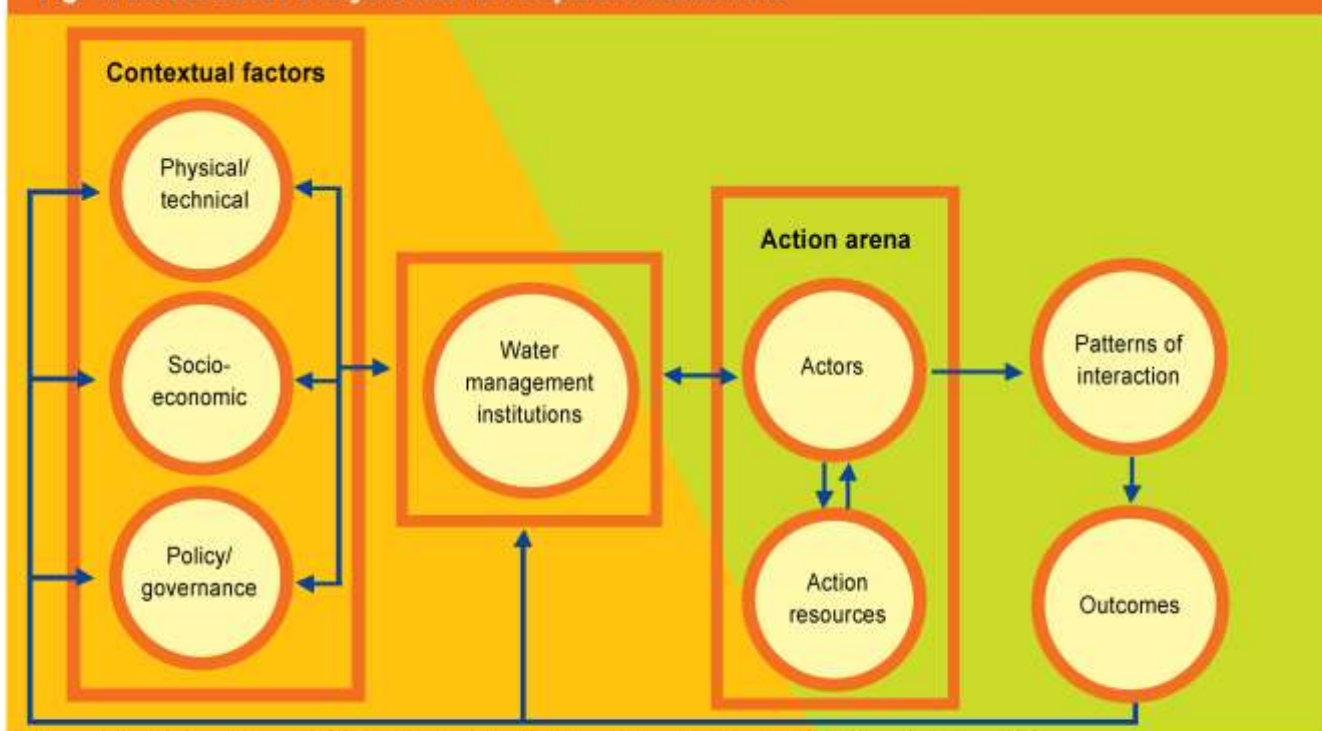 Contextual factors
Physical/
technical
Socio-
economic
Policy/
governance
Water
management
institutions
Action arena
Actors
Action
resources
Patterns of
interaction
Outcomes